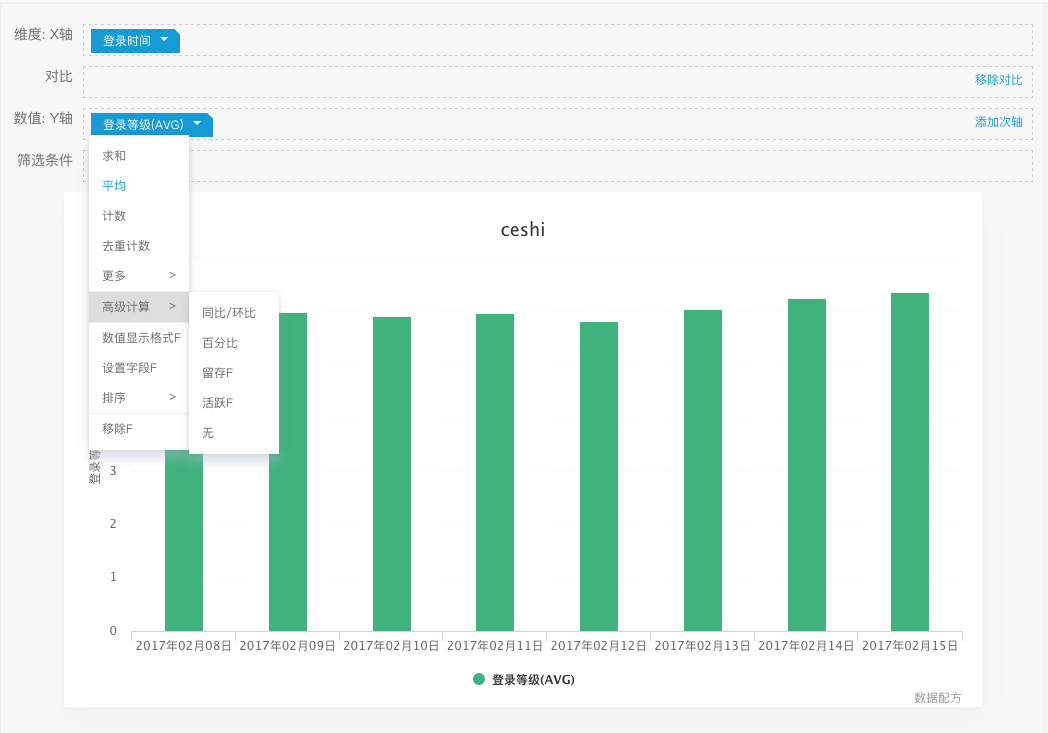 维度: X轴
登录时间
对比
移除对比
数值: Y轴
登录等级(AVG)
添加次轴
筛选条件
求和
平均
计数
去重计数
更多 >
高级计算 >
数值显示格式F
设置字段F
排序 >
移除F
同比/环比
百分比
留存F
活跃F
无
ceshi
登录等
3
2
1
0
2017年02月08日 2017年02月09日 2017年02月10日 2017年02月11日 2017年02月12日 2017年02月13日 2017年02月14日 2017年02月15日
登录等级(AVG)
数据配方